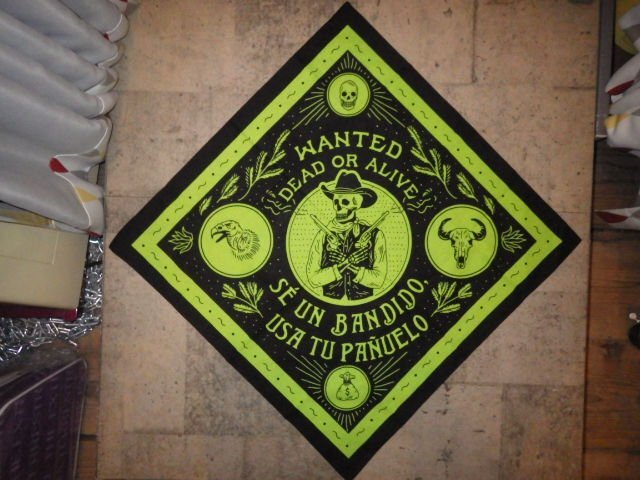 WANTED
DEAD OR ALIVE
SÉ UN BANDIDO,
USA TU PAÑUELO
$